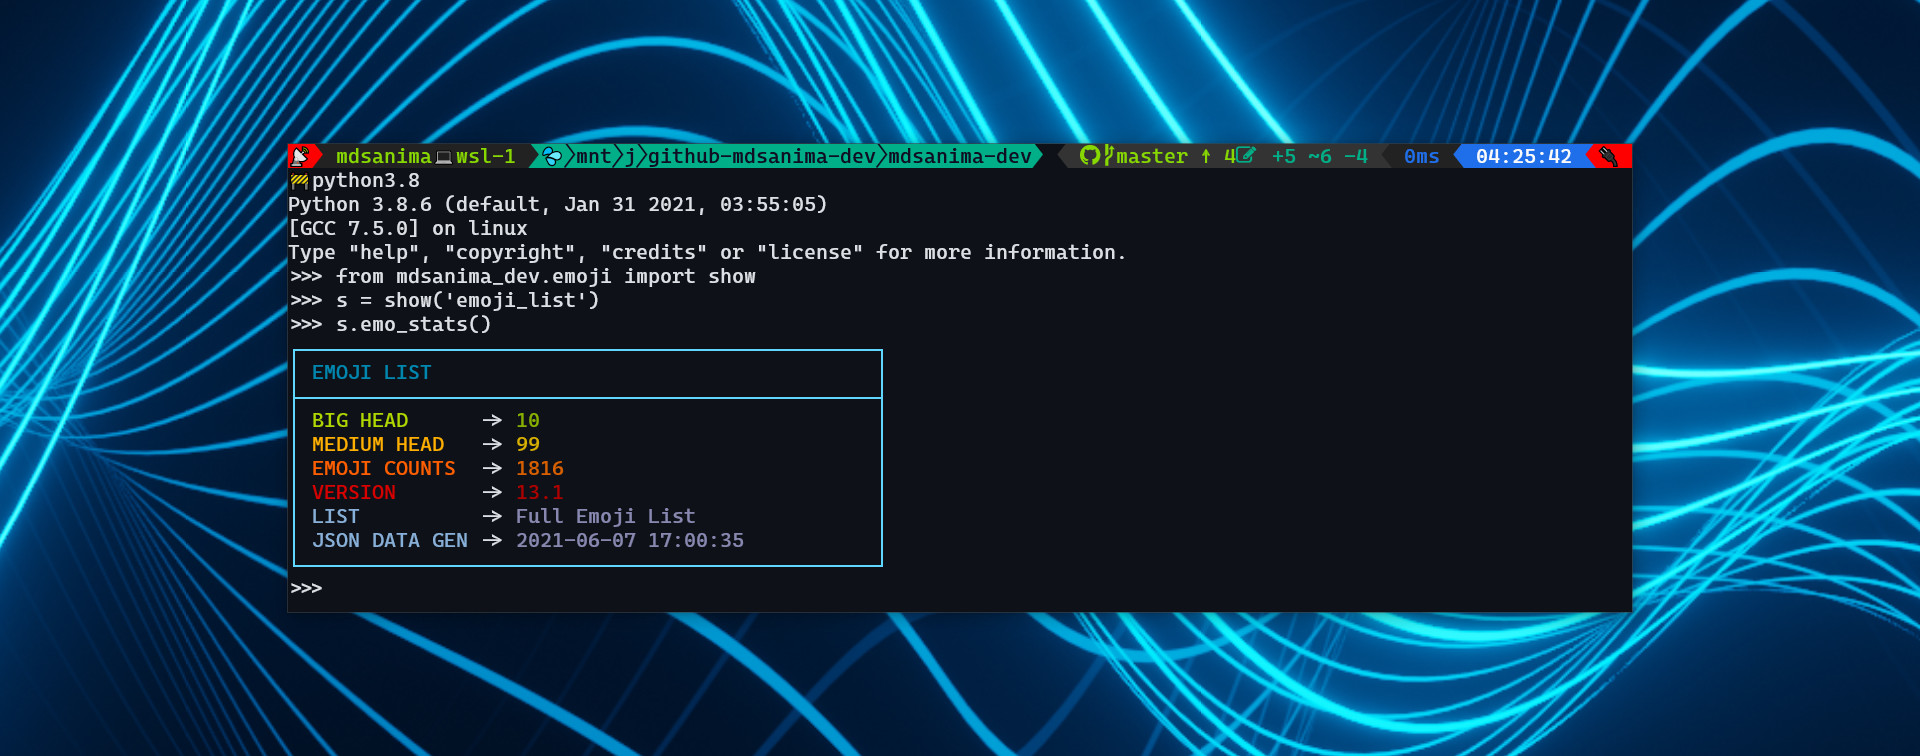 mdsanima wsl-1 mnt j github-mdsanima-dev mdsanima-dev master ↑ 4 +5 ~6 -4 0ms 04:25:42
python3.8
Python 3.8.6 (default, Jan 31 2021, 03:55:05)
[GCC 7.5.0] on linux
Type "help", "copyright", "credits" or "license" for more information.
>>> from mdsanima_dev.emoji import show
>>> s = show('emoji_list')
>>> s.emo_stats()
EMOJI LIST
BIG HEAD → 10
MEDIUM HEAD → 99
EMOJI COUNTS → 1816
VERSION → 13.1
LIST → Full Emoji List
JSON DATA GEN → 2021-06-07 17:00:35
>>>